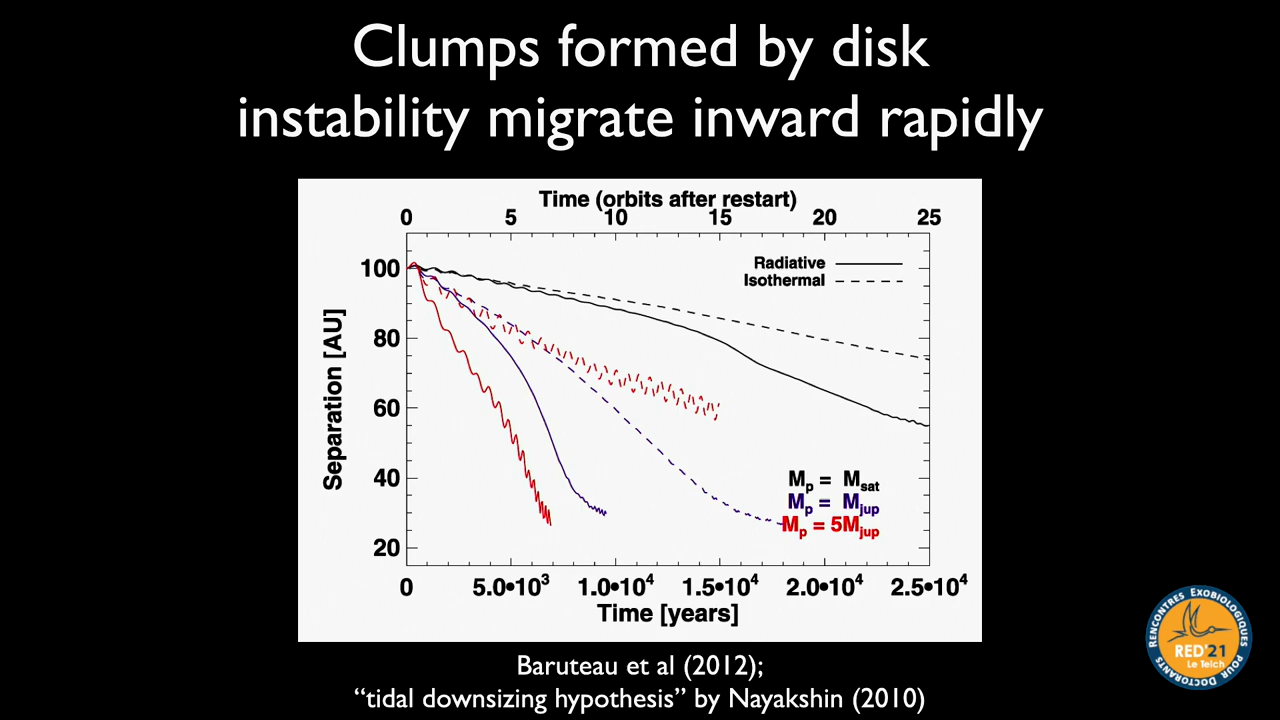 Clumps formed by disk
instability migrate inward rapidly
Time (orbits after restart)
0 5 10 15 20 25
Radiative
Isothermal
Separation [AU]
100
80
60
40
20
Mp = Msat
Mp = Mjup
Mp = 5Mjup
0 5.0•10³ 1.0•10⁴ 1.5•10⁴ 2.0•10⁴ 2.5•10⁴
Time [years]
Baruteau et al (2012);
“tidal downsizing hypothesis” by Nayakshin (2010)
RENCONTRES EXOBIOLOGIQUES POUR DOCTORANTS
RED'21
Le Teich